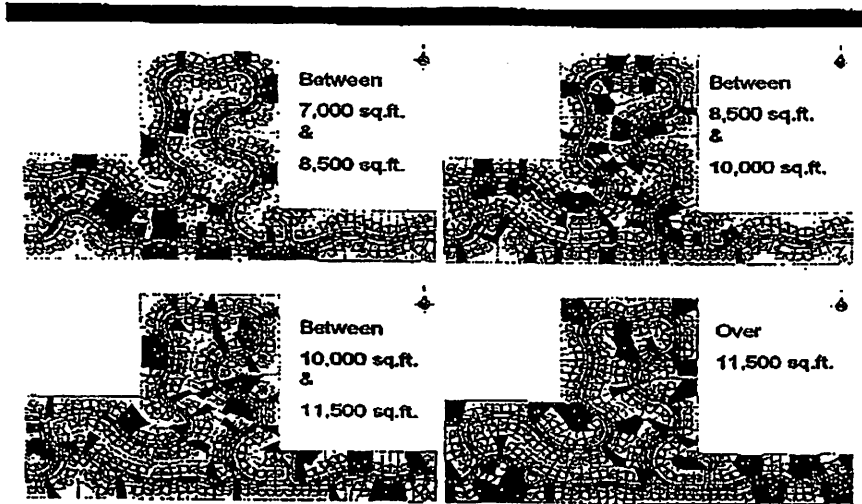 Between
7,000 sq.ft.
&
8,500 sq.ft.
Between
8,500 sq.ft.
&
10,000 sq.ft.
Between
10,000 sq.ft.
&
11,500 sq.ft.
Over
11,500 sq.ft.